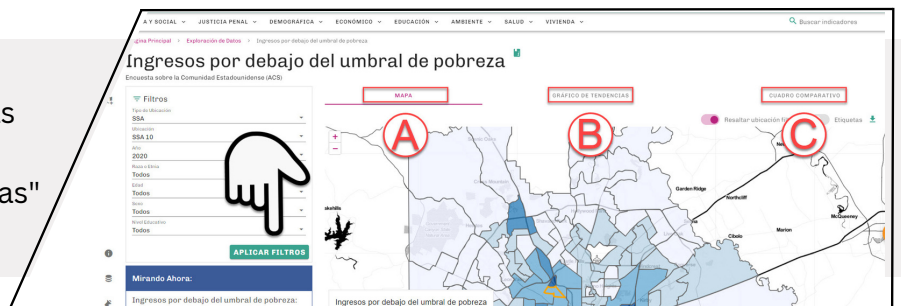 s
as"
A Y SOCIAL
JUSTICIA PENAL
DEMOGRÁFICA
ECONÓMICO
EDUCACIÓN
AMBIENTE
SALUD
VIVIENDA
Buscar indicadores
gina Principal > Exploración de Datos > Ingresos por debajo del umbral de pobreza
Ingresos por debajo del umbral de pobreza
Encuesta sobre la Comunidad Estadounidense (ACS)
Filtros
Tipo de Ubicación
SSA
Ubicación
SSA 10
Año
2020
Raza o Etnia
Todos
Edad
Todos
Sexo
Todos
Nivel Educativo
Todos
APLICAR FILTROS
Mirando Ahora:
Ingresos por debajo del umbral de pobreza:
MAPA
GRÁFICO DE TENDENCIAS
CUADRO COMPARATIVO
A
B
C
Resaltar ubicación
Etiquetas
+
−
Garden Ridge
Northcliff
McQueeney
Cibolo
Marion
Ingresos por debajo del umbral de pobreza